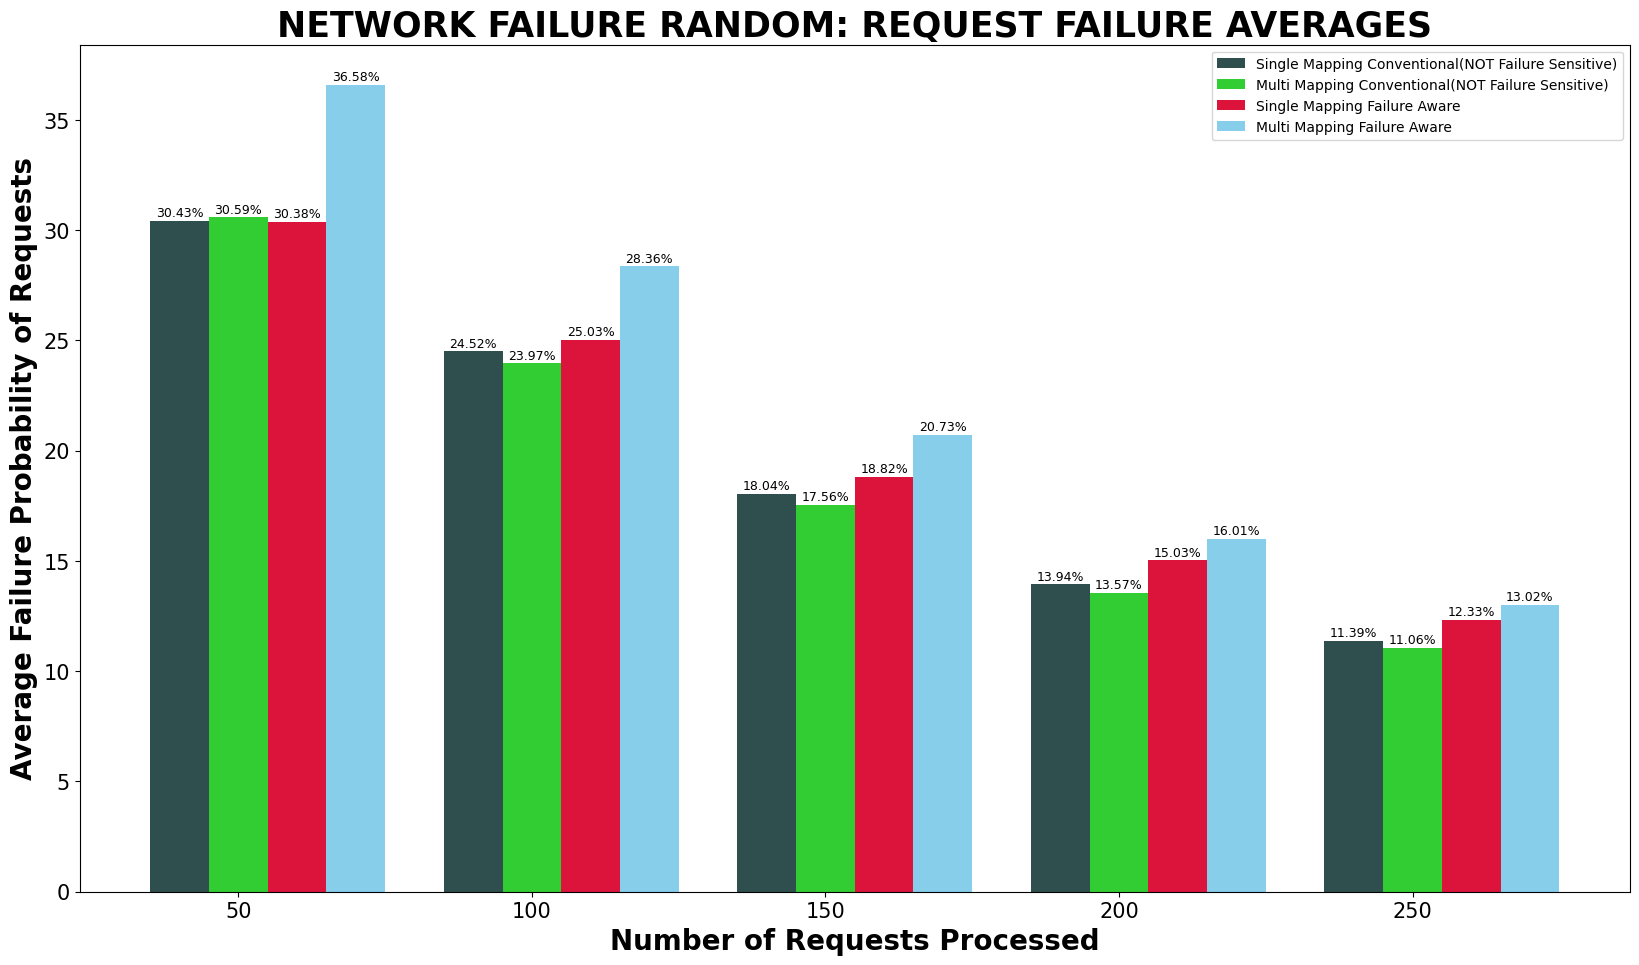 NETWORK FAILURE RANDOM: REQUEST FAILURE AVERAGES
Single Mapping Conventional(NOT Failure Sensitive)
Multi Mapping Conventional(NOT Failure Sensitive)
Single Mapping Failure Aware
Multi Mapping Failure Aware
Average Failure Probability of Requests
35
30
25
20
15
10
5
0
30.43% 30.59% 30.38% 36.58%
24.52% 23.97% 25.03% 28.36%
18.04% 17.56% 18.82% 20.73%
13.94% 13.57% 15.03% 16.01%
11.39% 11.06% 12.33% 13.02%
50 100 150 200 250
Number of Requests Processed